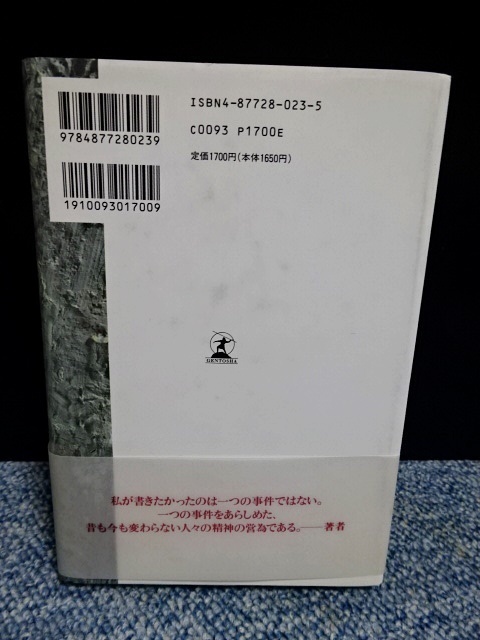 ISBN4-87728-023-5
C0093 P1700E
定価1700円(本体1650円)
9784877280239
1910093017009
GENTOSHA
私が書きたかったのは一つの事件ではない。
一つの事件をあらしめた、
昔も今も変わらない人々の精神の営為である。——著者